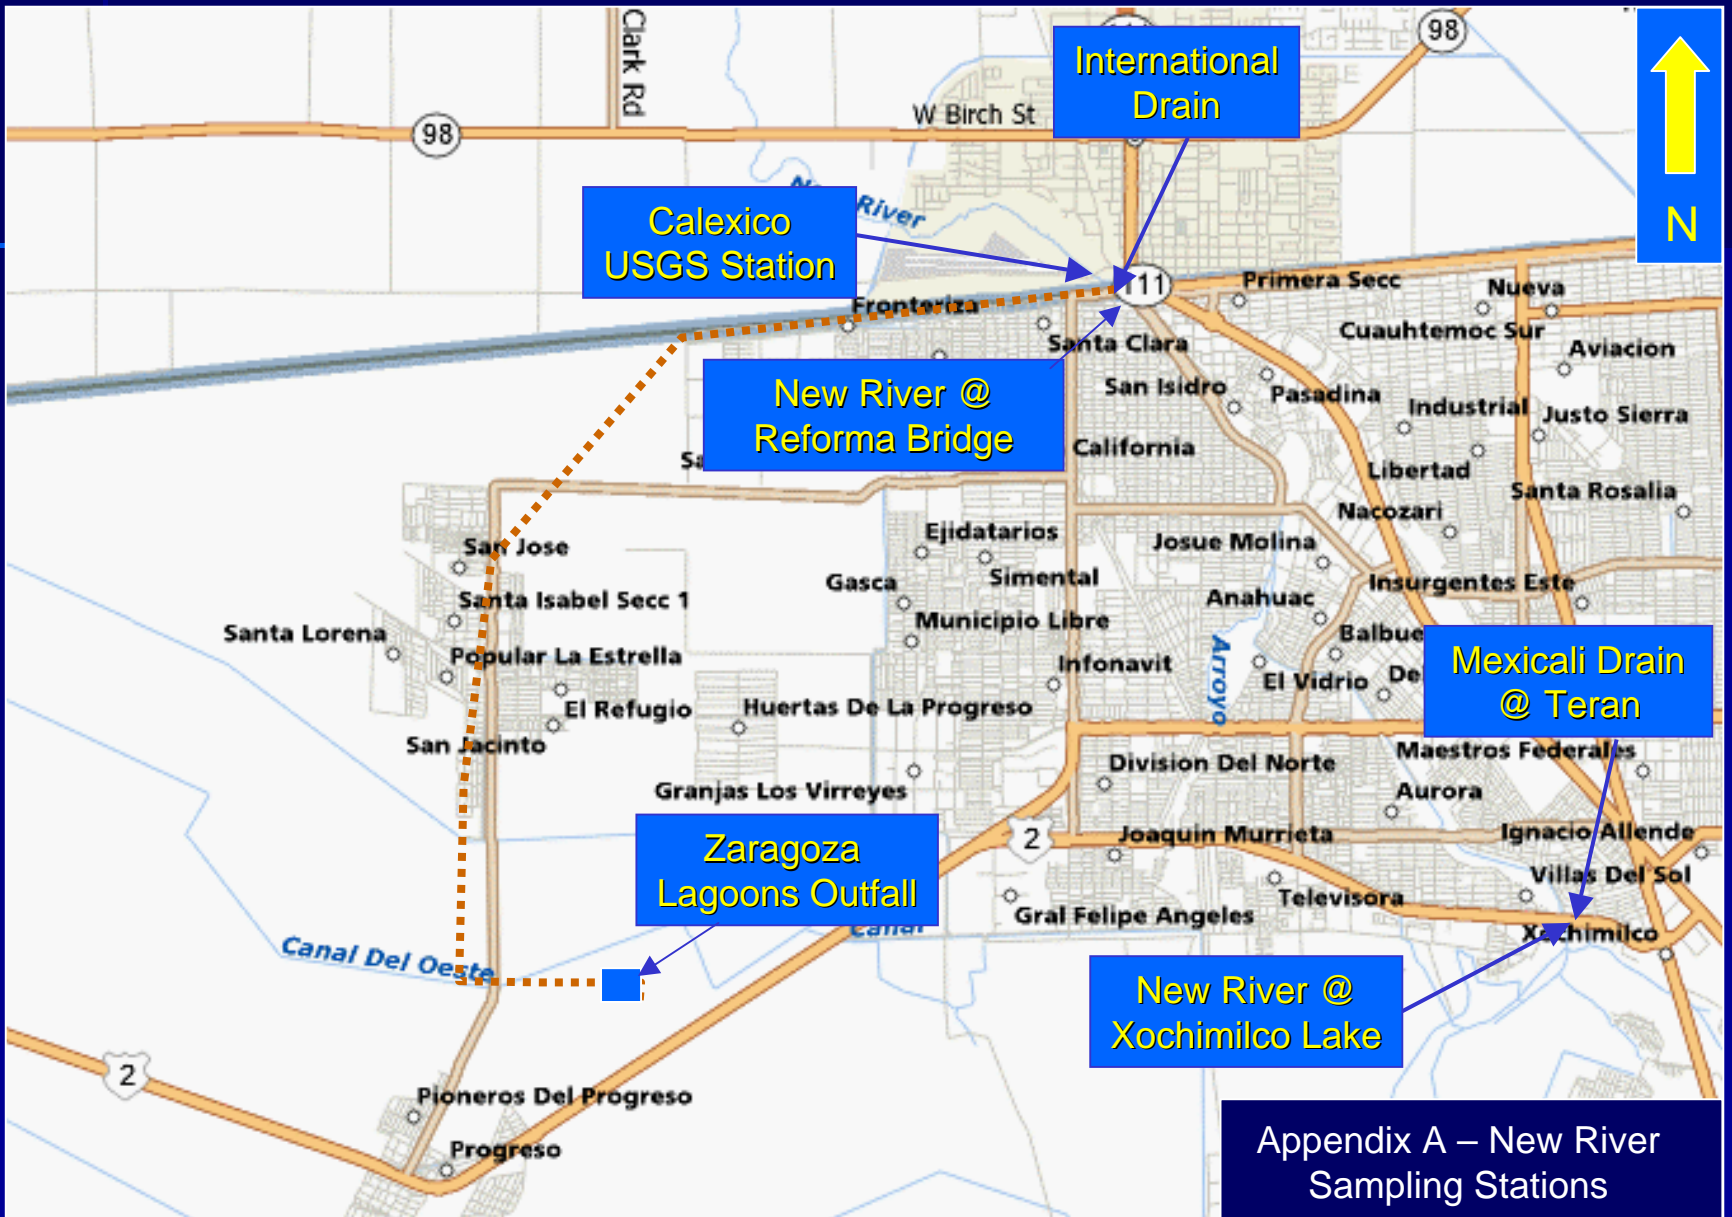 Clark Rd
98
International
Drain
N
W Birch St
98
River
Calexico
USGS Station
111
Primera Secc
Nueva
Fronteriza
Cuauhtemoc Sur
Santa Clara
Aviacion
New River @
Reforma Bridge
San Isidro
Pasadina
Industrial
Justo Sierra
California
Libertad
Santa Rosalia
Nacozari
San Jose
Ejidatarios
Josue Molina
Simental
Gasca
Insurgentes Este
Santa Isabel Secc 1
Anahuac
Municipio Libre
Santa Lorena
Popular La Estrella
Infonavit
Arroyo
El Vidrio
Mexicali Drain
@ Teran
El Refugio
Huertas De La Progreso
San Jacinto
Division Del Norte
Maestros Federales
Granjas Los Virreyes
Aurora
Zaragoza
Lagoons Outfall
2
Joaquin Murrieta
Ignacio Allende
Villas Del Sol
Televisora
Gral Felipe Angeles
Canal
Xochimilco
Canal Del Oeste
New River @
Xochimilco Lake
2
Pioneros Del Progreso
Progreso
Appendix A – New River
Sampling Stations